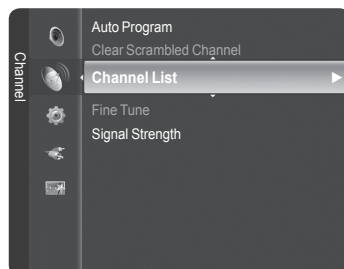 Channel
Auto Program
Clear Scrambled Channel
Channel List
Fine Tune
Signal Strength